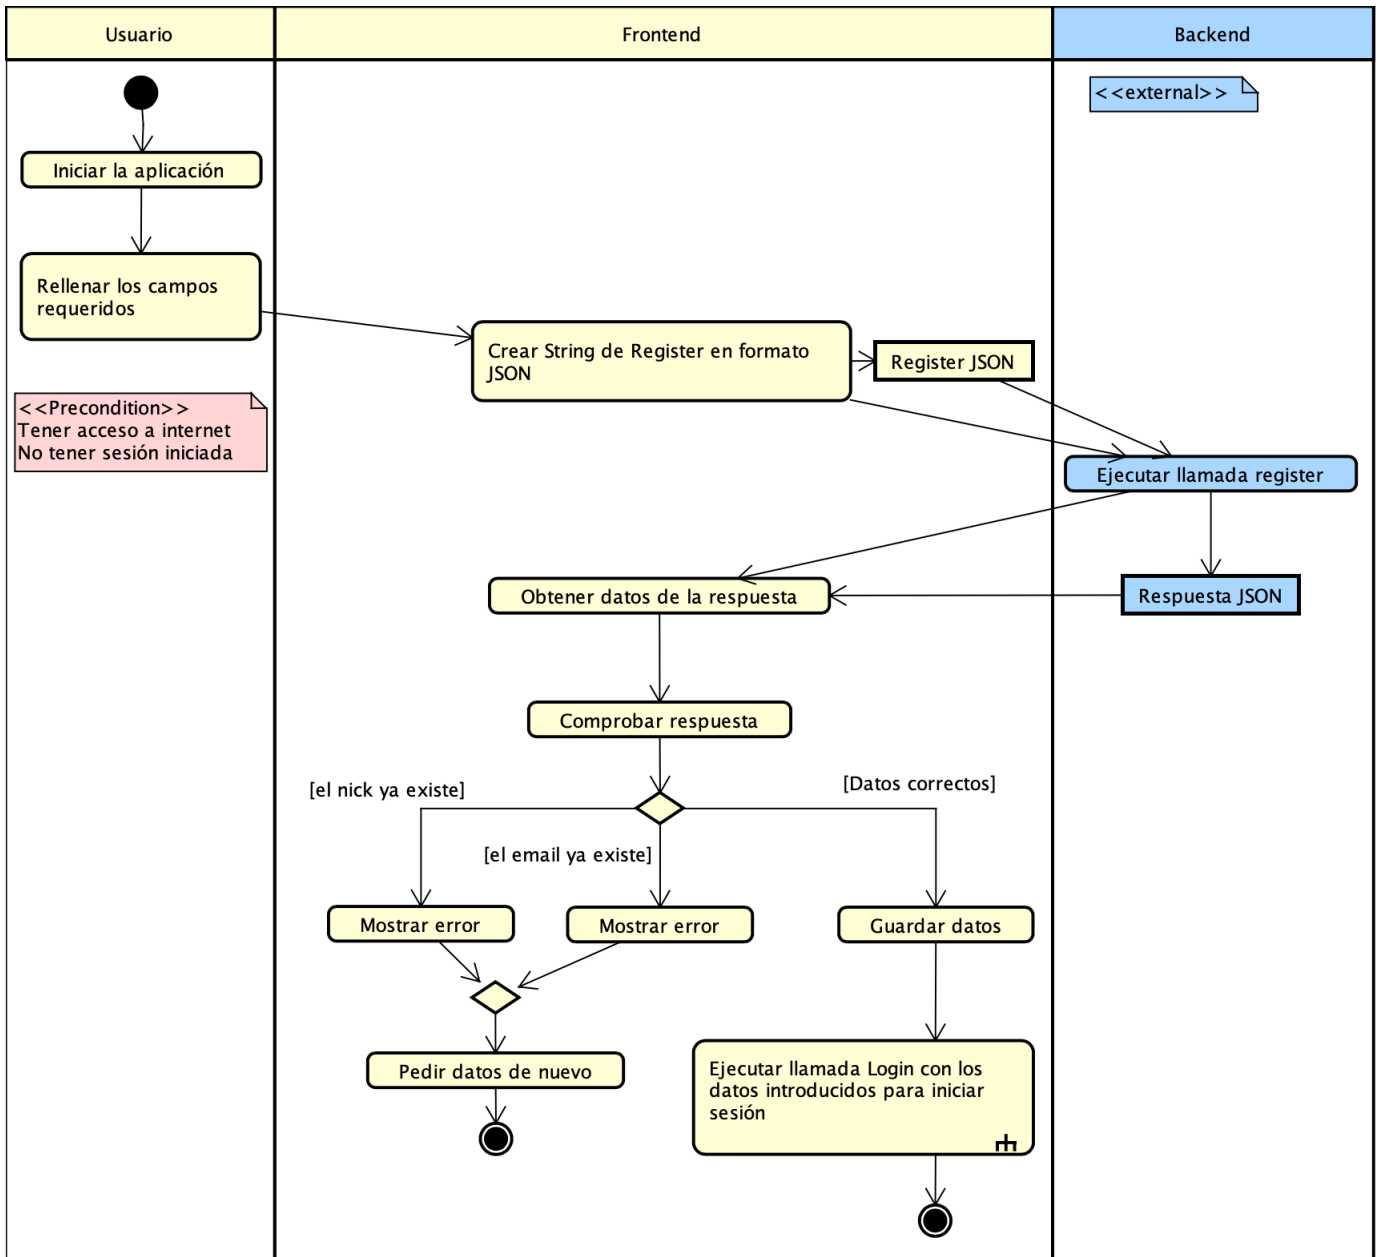 Usuario
Frontend
Backend
<<external>>
Iniciar la aplicación
Rellenar los campos
requeridos
Crear String de Register en formato
JSON
Register JSON
<<Precondition>>
Tener acceso a internet
No tener sesión iniciada
Ejecutar llamada register
Obtener datos de la respuesta
Respuesta JSON
Comprobar respuesta
[el nick ya existe]
[Datos correctos]
[el email ya existe]
Mostrar error
Mostrar error
Guardar datos
Pedir datos de nuevo
Ejecutar llamada Login con los
datos introducidos para iniciar
sesión